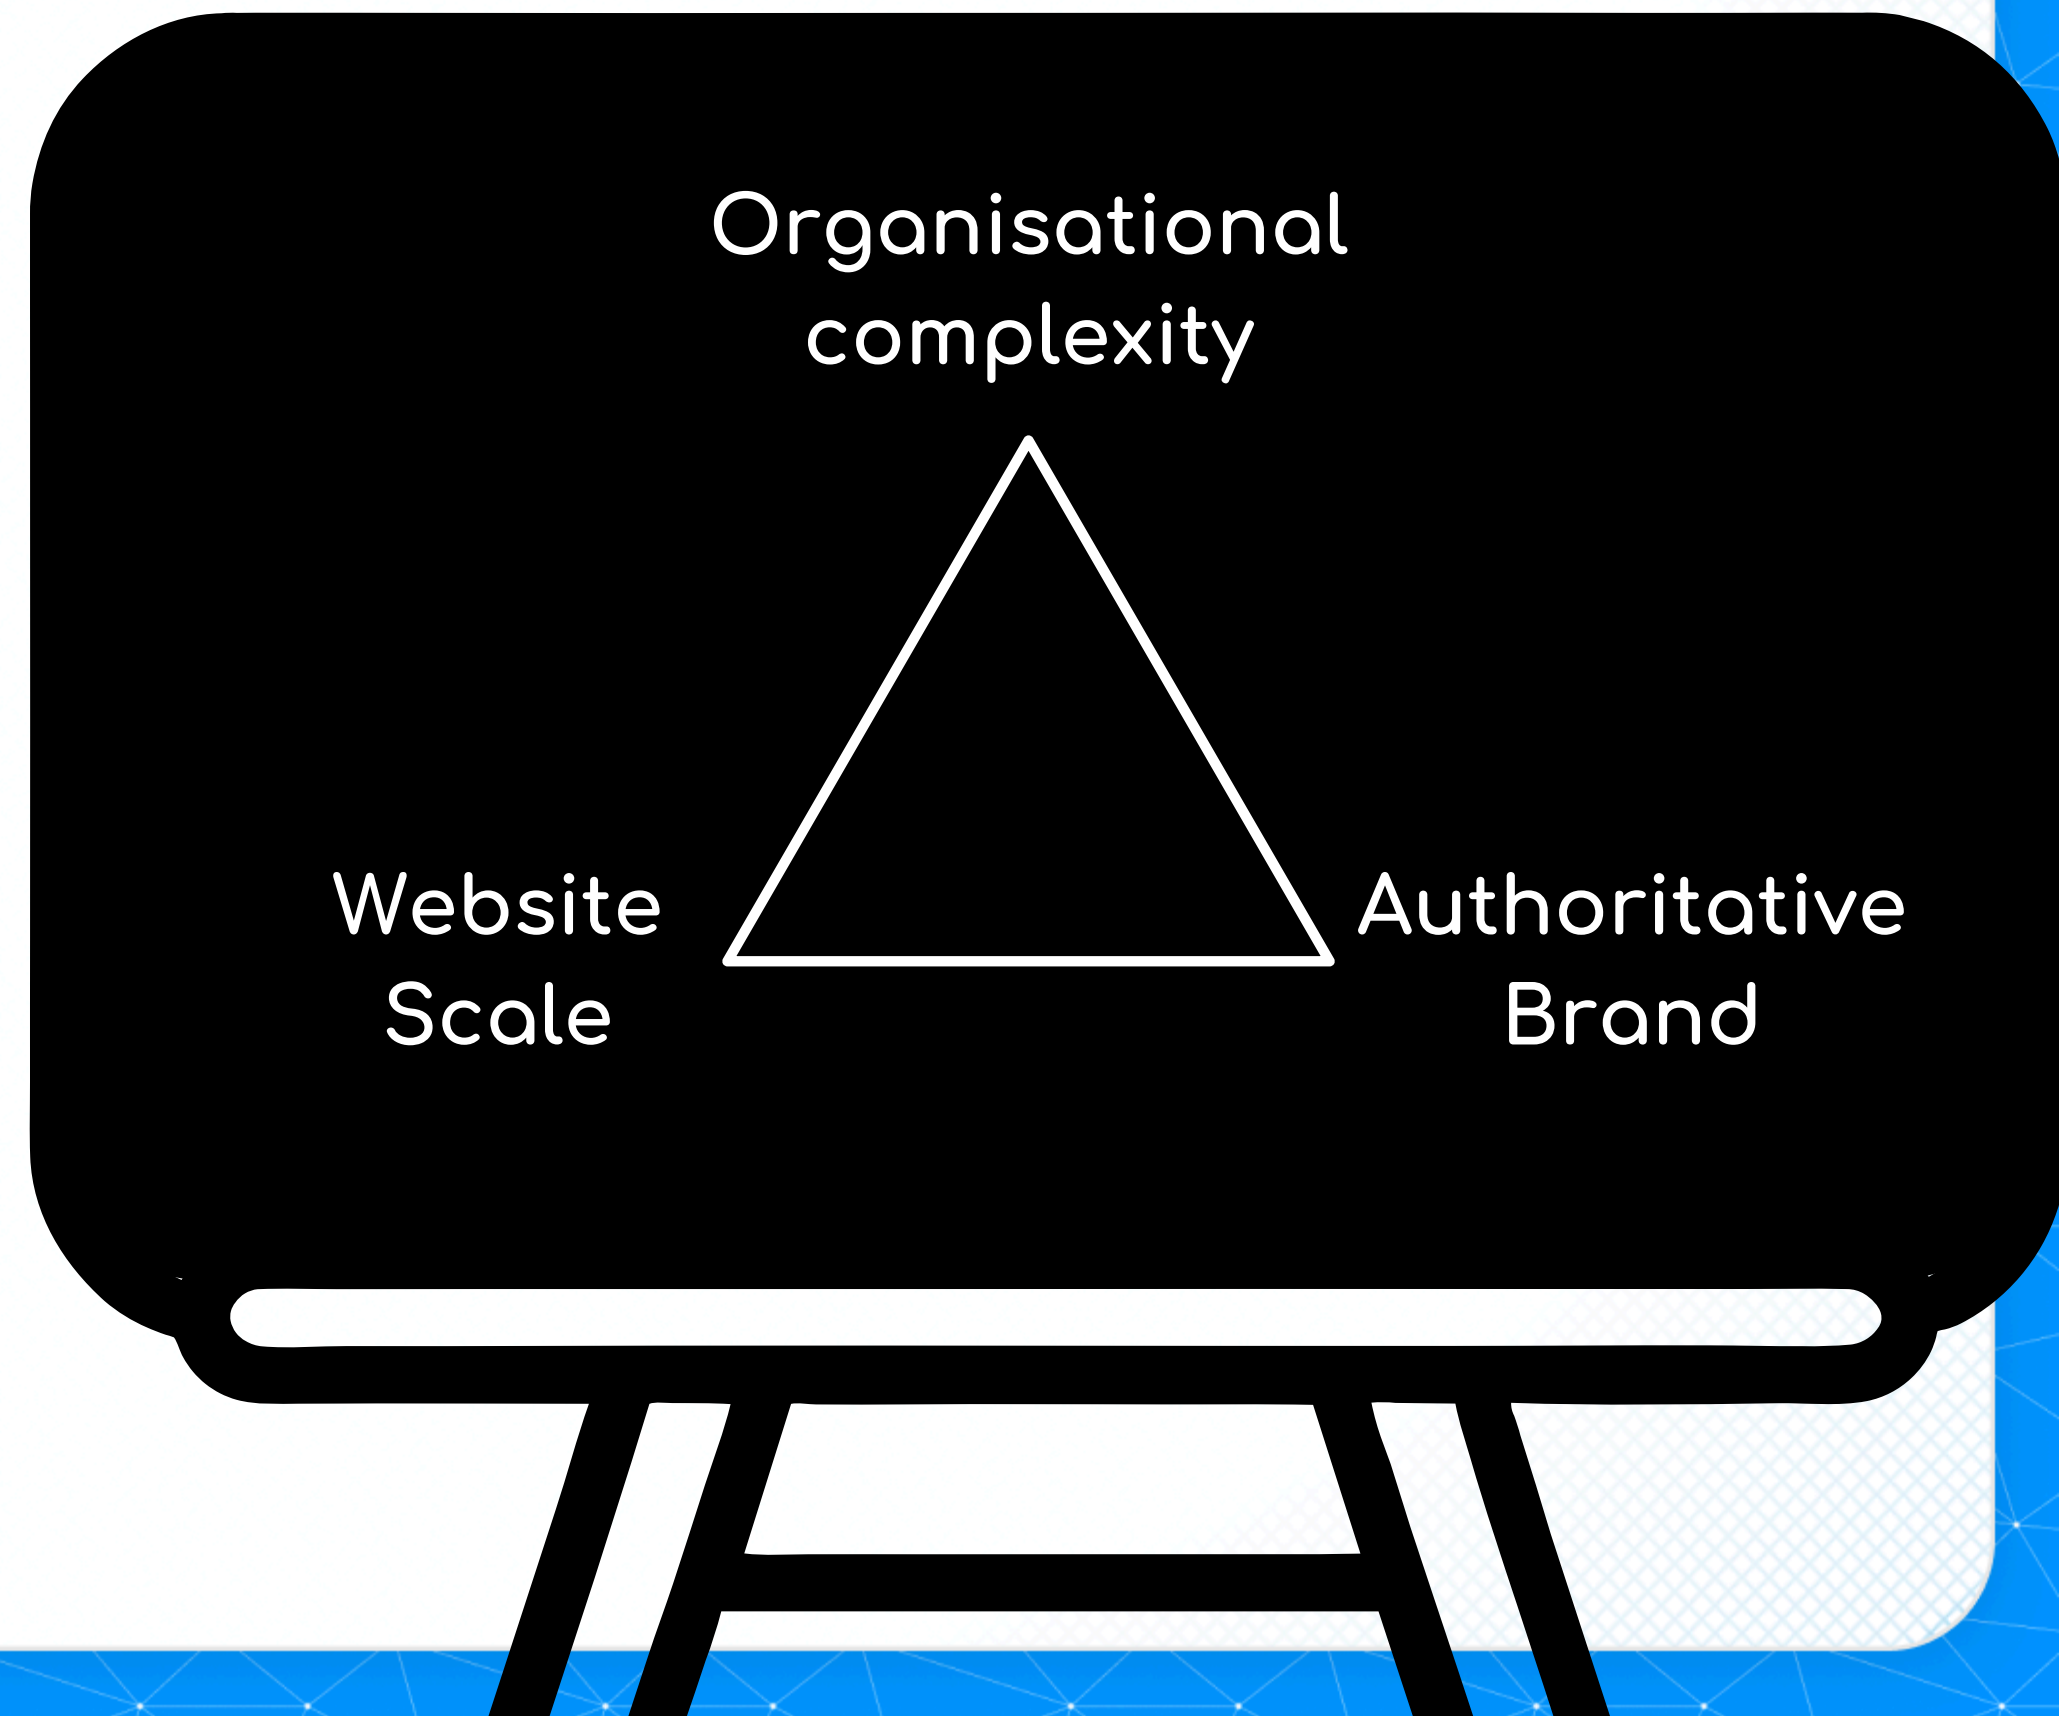 Organisational
complexity
Website
Scale
Authoritative
Brand